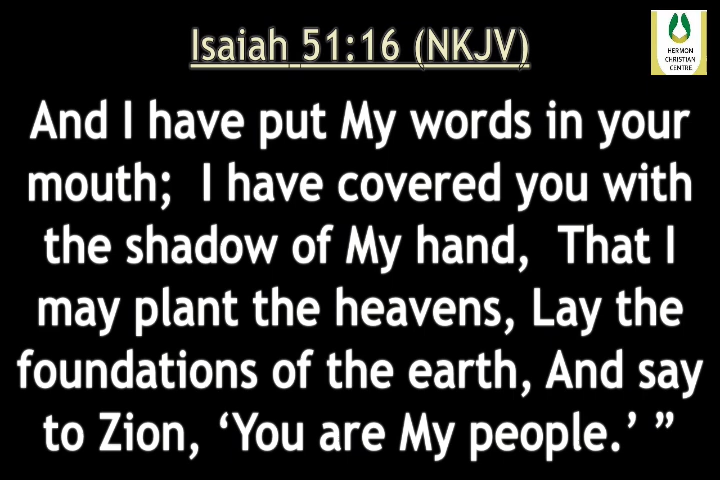 Isaiah 51:16 (NKJV)
HERMON
CHRISTIAN
CENTRE
And I have put My words in your
mouth;  I have covered you with
the shadow of My hand,  That I
may plant the heavens, Lay the
foundations of the earth, And say
to Zion, ‘You are My people.’ ”